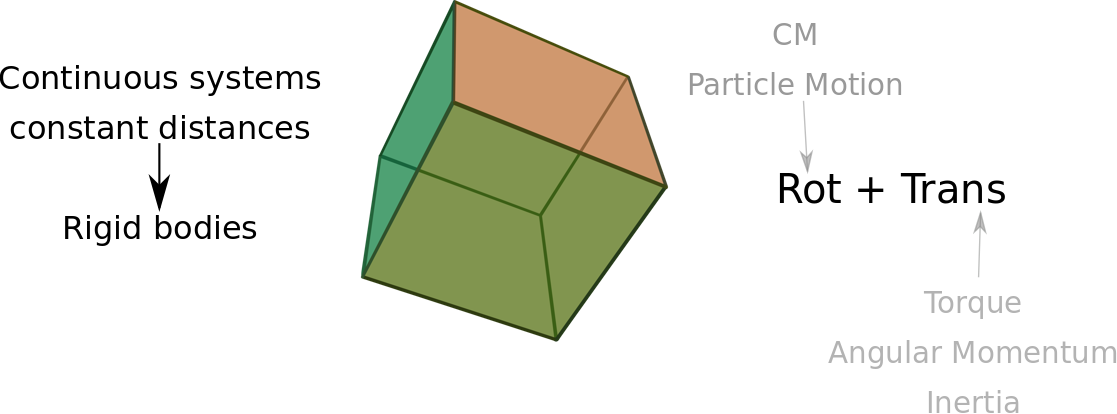 Continuous systems
constant distances
Rigid bodies
CM
Particle Motion
Rot + Trans
Torque
Angular Momentum
Inertia